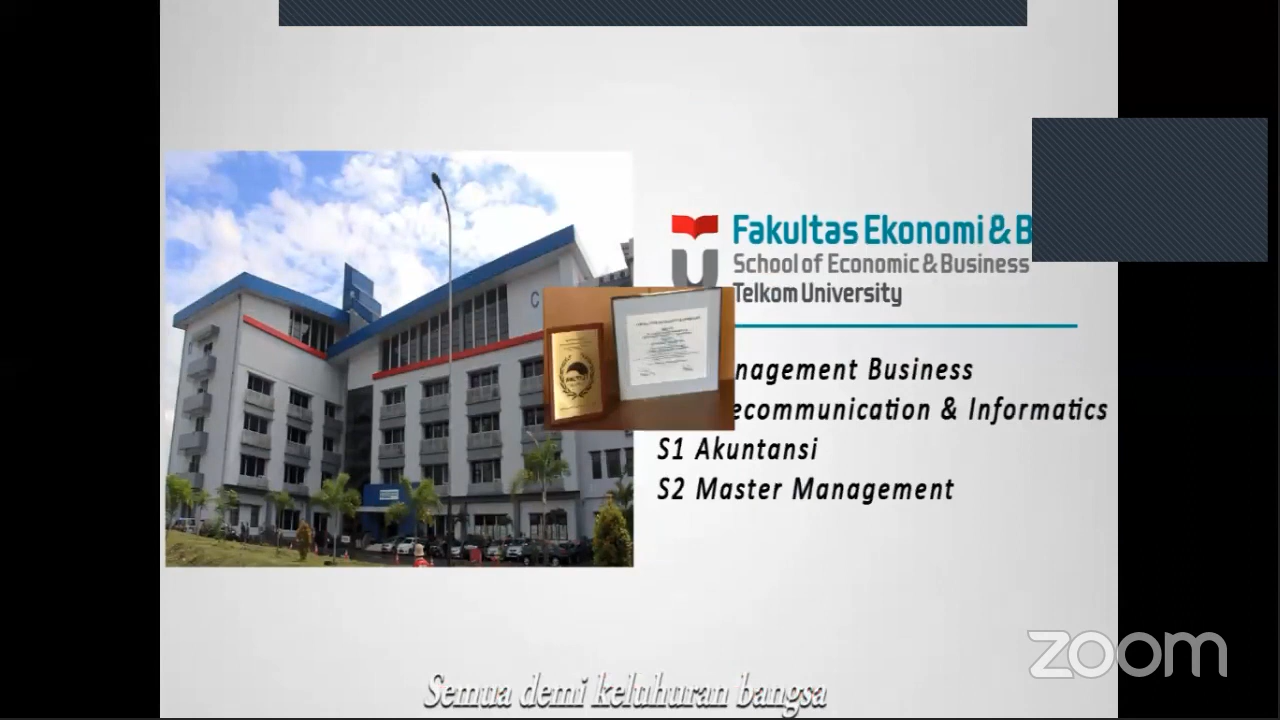 Fakultas Ekonomi & B
School of Economic & Business
Telkom University
nagement Business
ecommunication & Informatics
S1 Akuntansi
S2 Master Management
C
zoom
Semua demi keluhuran bangsa